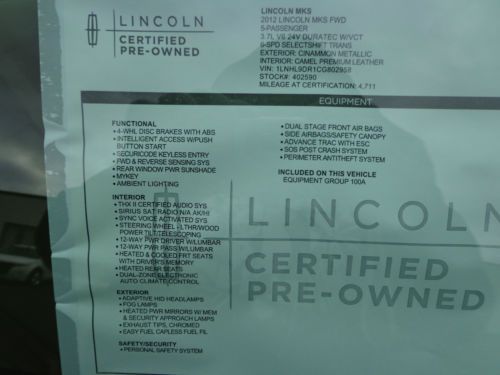 LINCOLN
CERTIFIED
PRE-OWNED
LINCOLN MKS
2012 LINCOLN MKS FWD
5-PASSENGER
3.7L V6 24V DURATEC W/VCT
6-SPD SELECTSHIFT TRANS
EXTERIOR: CINAMMON METALLIC
INTERIOR: CAMEL PREMIUM LEATHER
VIN: 1LNHL9DR1CG802958
STOCK#: 402590
MILEAGE AT CERTIFICATION: 4,711
EQUIPMENT
FUNCTIONAL
• 4-WHL DISC BRAKES WITH ABS
• INTELLIGENT ACCESS W/PUSH
BUTTON START
• SECURICODE KEYLESS ENTRY
• FWD & REVERSE SENSING SYS
• REAR WINDOW PWR SUNSHADE
• MYKEY
• AMBIENT LIGHTING
INTERIOR
• THX II CERTIFIED AUDIO SYS
• SIRIUS SAT RADIO N/A AK/HI
• SYNC VOICE ACTIVATED SYS
• STEERING WHEEL -LTHR/WOOD
POWER TILT/TELESCOPING
• 12-WAY PWR DRIVER W/LUMBAR
• 12-WAY PWR PASS W/LUMBAR
• HEATED & COOLED FRT SEATS
WITH DRIVER'S MEMORY
• HEATED REAR SEATS
• DUAL-ZONE ELECTRONIC
AUTO CLIMATE CONTROL
EXTERIOR
• ADAPTIVE HID HEADLAMPS
• FOG LAMPS
• HEATED PWR MIRRORS W/ MEM
& SECURITY APPROACH LAMPS
• EXHAUST TIPS, CHROMED
• EASY FUEL CAPLESS FUEL FIL
SAFETY/SECURITY
• PERSONAL SAFETY SYSTEM
• DUAL STAGE FRONT AIR BAGS
• SIDE AIRBAGS/SAFETY CANOPY
• ADVANCE TRAC WITH ESC
• SOS POST CRASH SYSTEM
• PERIMETER ANTITHEFT SYSTEM
INCLUDED ON THIS VEHICLE
EQUIPMENT GROUP 100A
LINCOLN
CERTIFIED
PRE-OWNED